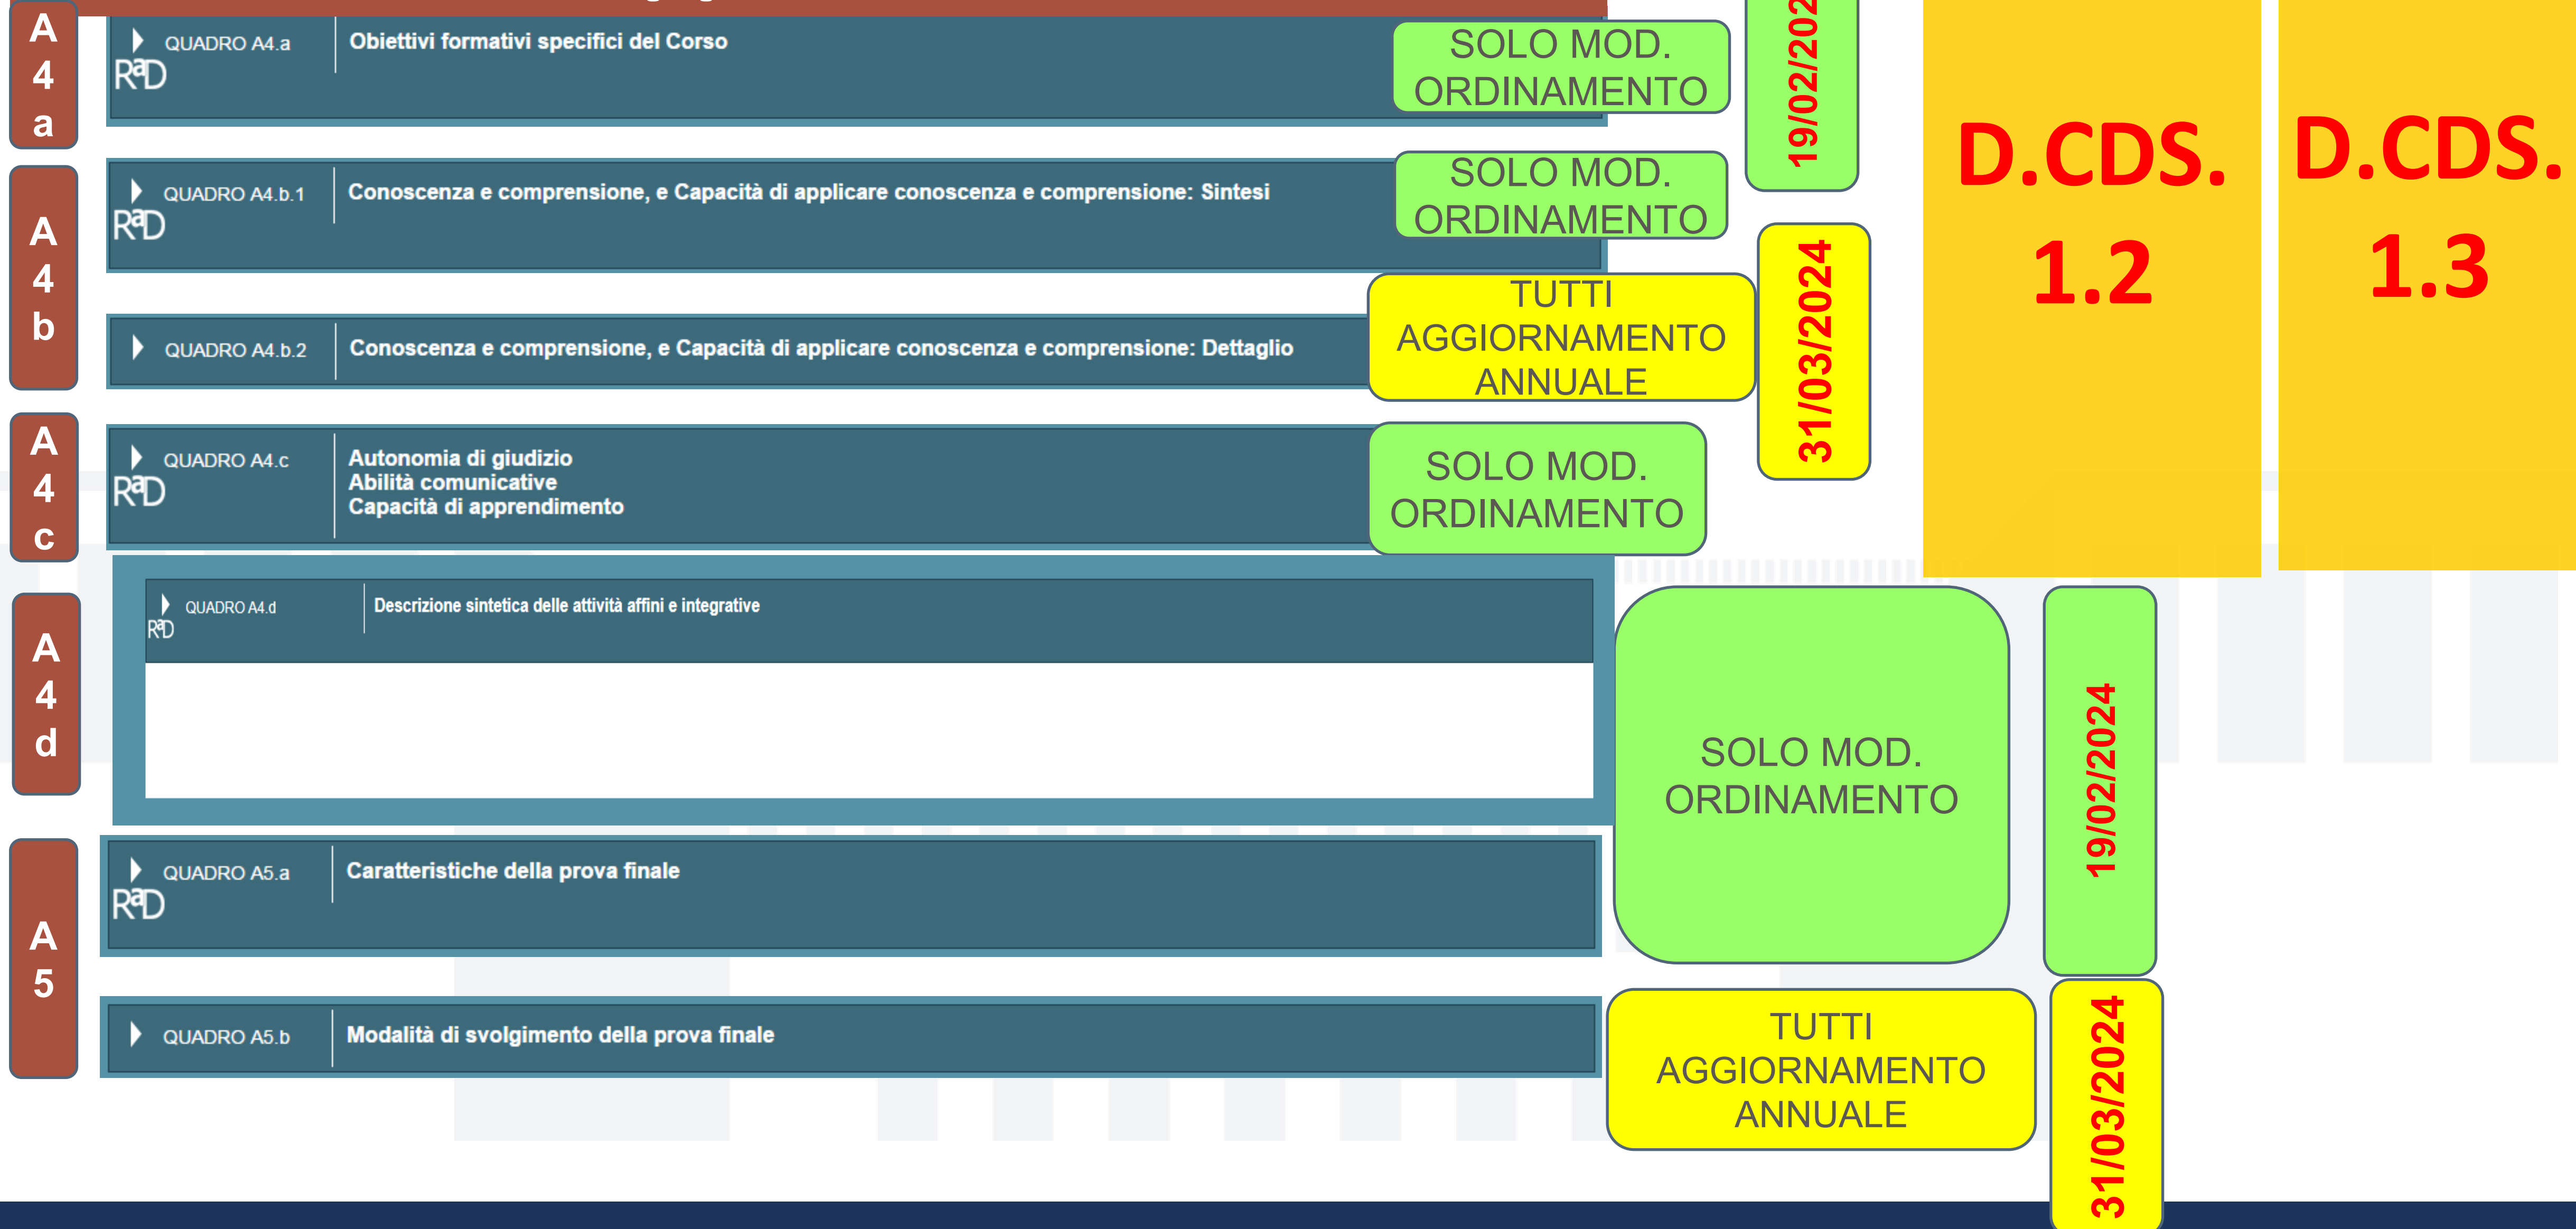 A
4
a
QUADRO A4.a
RaD
Obiettivi formativi specifici del Corso
SOLO MOD.
ORDINAMENTO
19/02/202
A
4
b
QUADRO A4.b.1
RaD
Conoscenza e comprensione, e Capacità di applicare conoscenza e comprensione: Sintesi
SOLO MOD.
ORDINAMENTO
QUADRO A4.b.2
Conoscenza e comprensione, e Capacità di applicare conoscenza e comprensione: Dettaglio
TUTTI
AGGIORNAMENTO
ANNUALE
31/03/2024
D.CDS.
1.2
D.CDS.
1.3
A
4
c
QUADRO A4.c
RaD
Autonomia di giudizio
Abilità comunicative
Capacità di apprendimento
SOLO MOD.
ORDINAMENTO
A
4
d
QUADRO A4.d
RaD
Descrizione sintetica delle attività affini e integrative
SOLO MOD.
ORDINAMENTO
19/02/2024
A
5
QUADRO A5.a
RaD
Caratteristiche della prova finale
QUADRO A5.b
Modalità di svolgimento della prova finale
TUTTI
AGGIORNAMENTO
ANNUALE
31/03/2024